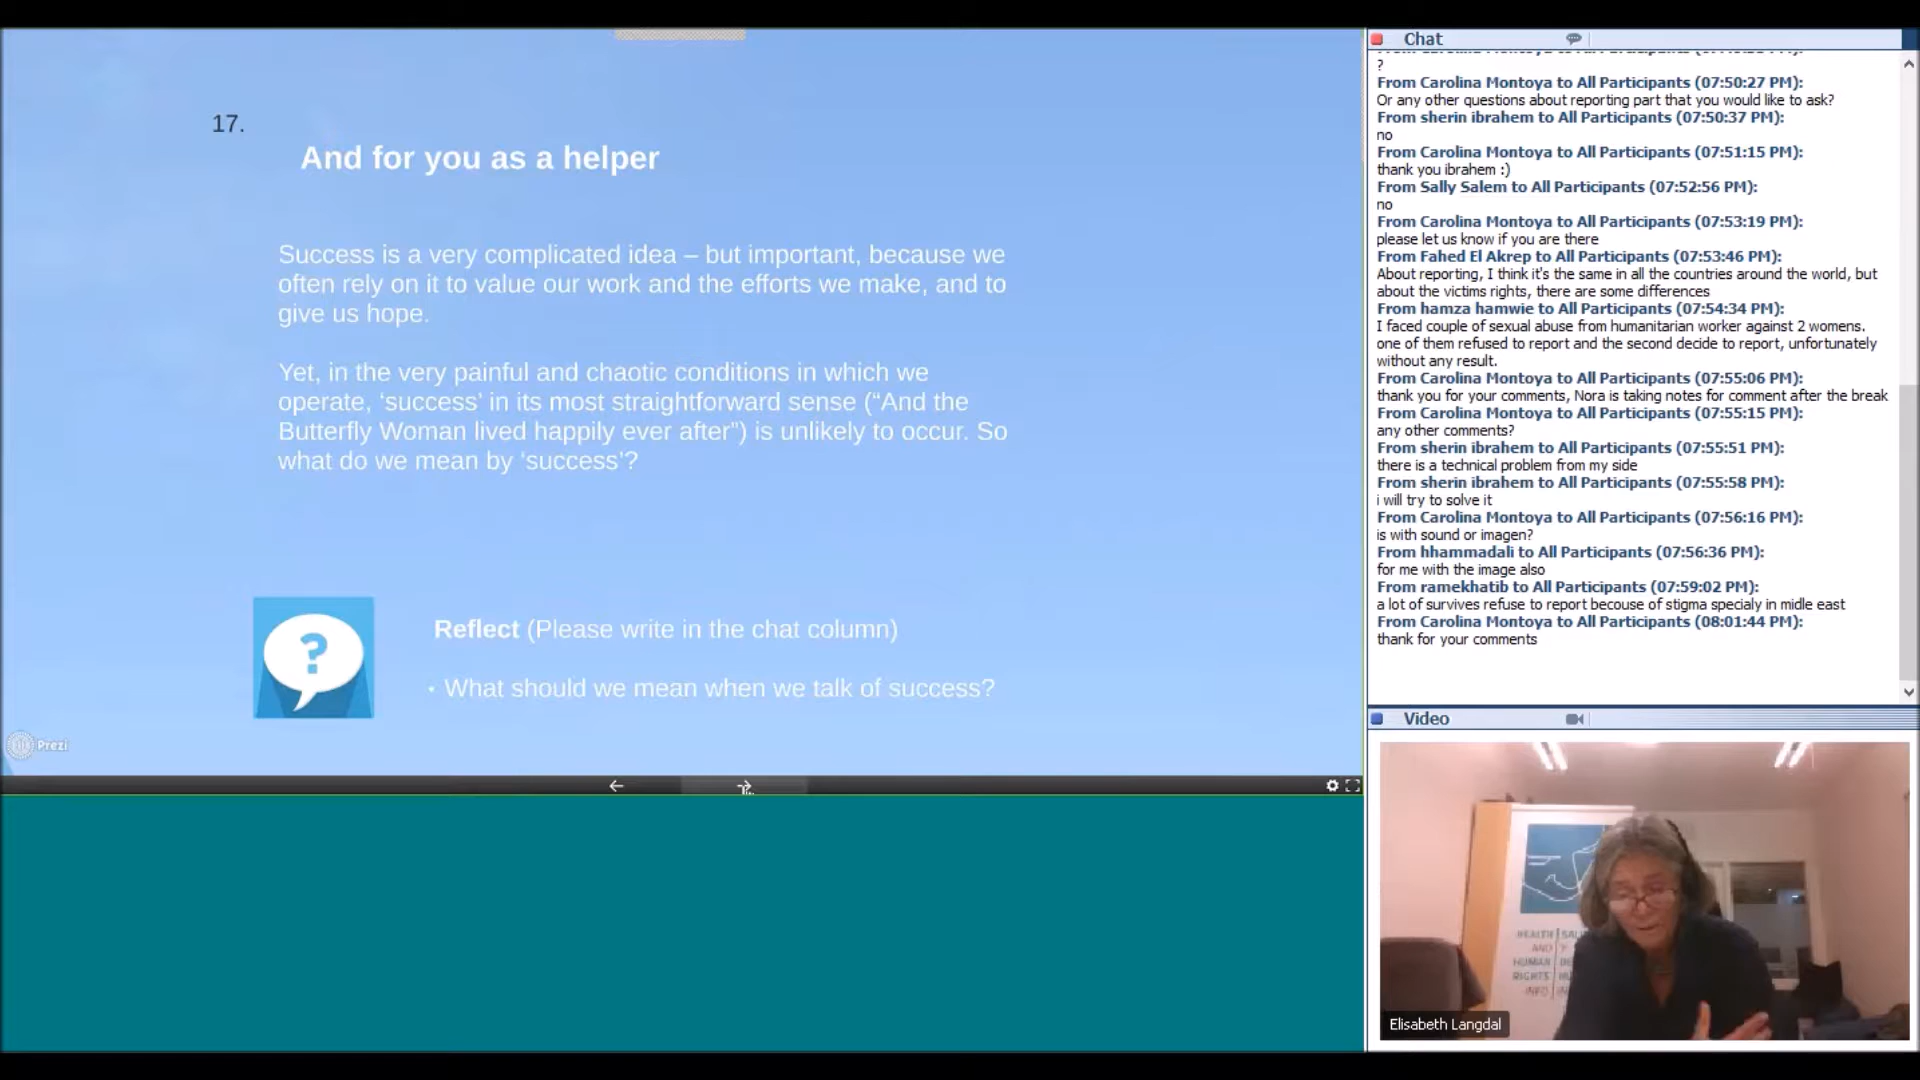 17.
And for you as a helper
Success is a very complicated idea – but important, because we
often rely on it to value our work and the efforts we make, and to
give us hope.
Yet, in the very painful and chaotic conditions in which we
operate, ‘success’ in its most straightforward sense (“And the
Butterfly Woman lived happily ever after”) is unlikely to occur. So
what do we mean by ‘success’?
?
Reflect (Please write in the chat column)
• What should we mean when we talk of success?
Prezi
Chat
?
From Carolina Montoya to All Participants (07:50:27 PM):
Or any other questions about reporting part that you would like to ask?
From sherin ibrahem to All Participants (07:50:37 PM):
no
From Carolina Montoya to All Participants (07:51:15 PM):
thank you ibrahem :)
From Sally Salem to All Participants (07:52:56 PM):
no
From Carolina Montoya to All Participants (07:53:19 PM):
please let us know if you are there
From Fahed El Akrep to All Participants (07:53:46 PM):
About reporting, I think it's the same in all the countries around the world, but
about the victims rights, there are some differences
From hamza hamwie to All Participants (07:54:34 PM):
I faced couple of sexual abuse from humanitarian worker against 2 womens.
one of them refused to report and the second decide to report, unfortunately
without any result.
From Carolina Montoya to All Participants (07:55:06 PM):
thank you for your comments, Nora is taking notes for comment after the break
From Carolina Montoya to All Participants (07:55:15 PM):
any other comments?
From sherin ibrahem to All Participants (07:55:51 PM):
there is a technical problem from my side
From sherin ibrahem to All Participants (07:55:58 PM):
i will try to solve it
From Carolina Montoya to All Participants (07:56:16 PM):
is with sound or imagen?
From hhammadali to All Participants (07:56:36 PM):
for me with the image also
From ramekhatib to All Participants (07:59:02 PM):
a lot of survives refuse to report becouse of stigma specialy in midle east
From Carolina Montoya to All Participants (08:01:44 PM):
thank for your comments
Video
HEALTH
AND
HUMAN
RIGHTS
INFO
Elisabeth Langdal